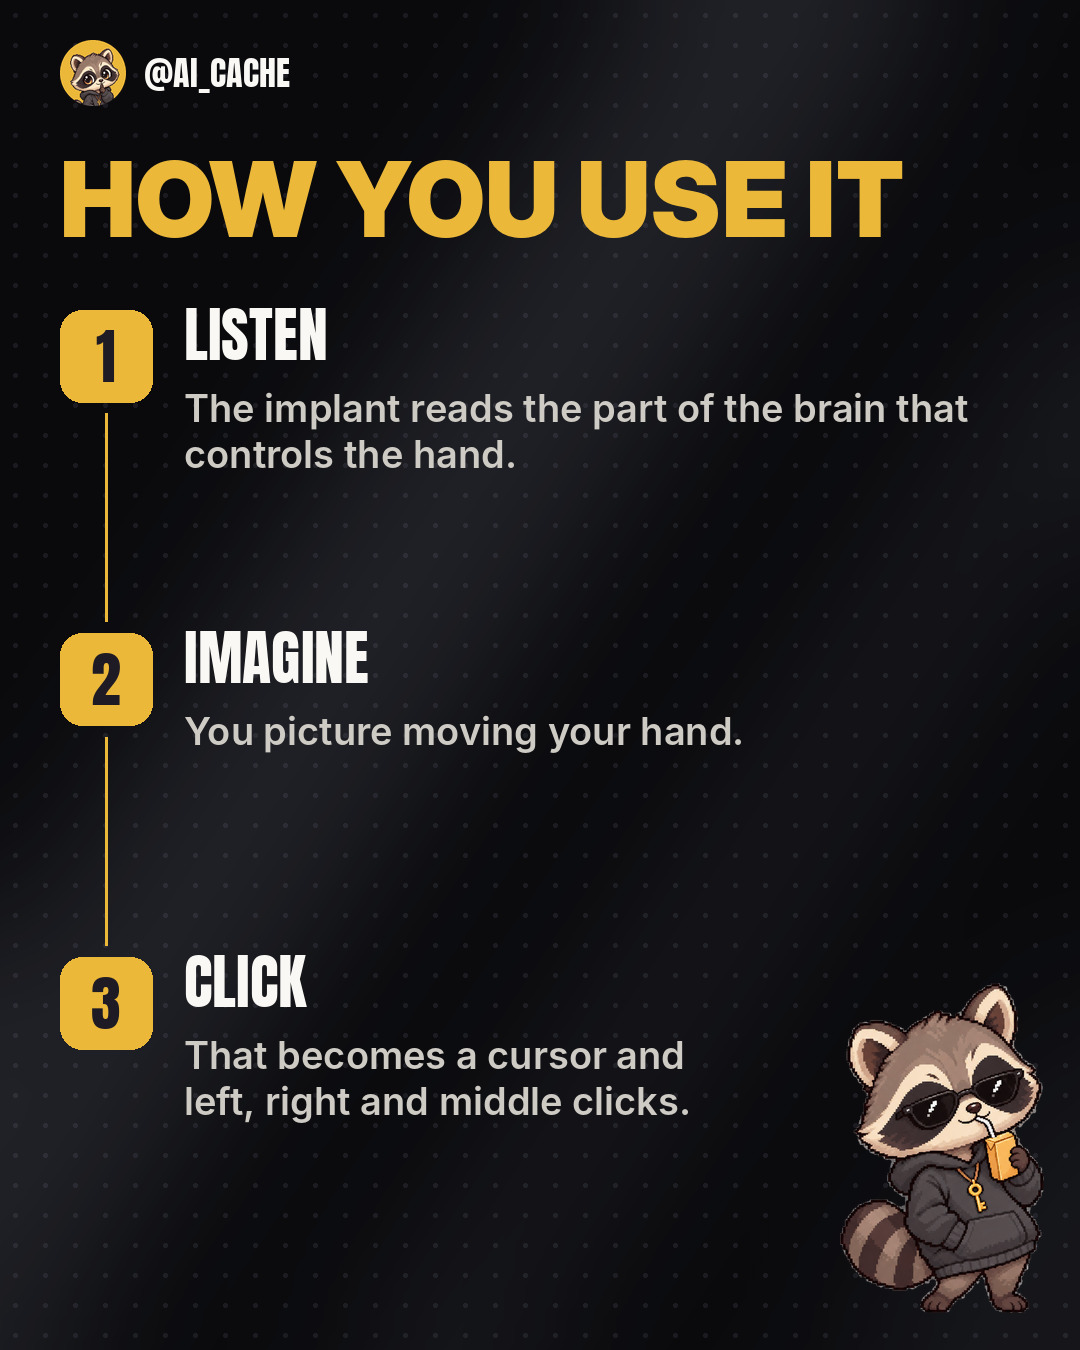 @AI_CACHE
HOW YOU USE IT
1
LISTEN
The implant reads the part of the brain that
controls the hand.
2
IMAGINE
You picture moving your hand.
3
CLICK
That becomes a cursor and
left, right and middle clicks.